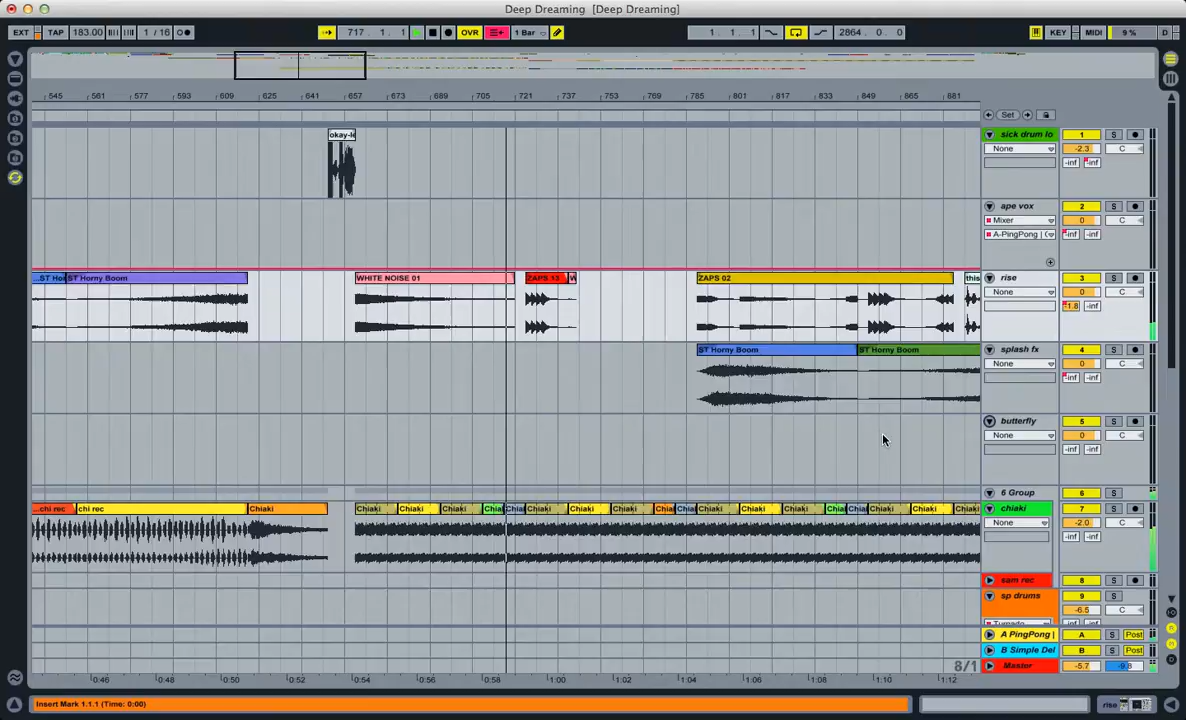 Deep Dreaming [Deep Dreaming]
EXT TAP 183.00 1 / 16 717 . 1 . 1 OVR 1 Bar 1 . 1 . 1 2864 . 0 . 0 KEY MIDI 9 % D
545 561 577 593 609 625 641 657 673 689 705 721 737 753 769 785 801 817 833 849 865 881
Set
okay-le
sick drum lo 1 S
None -2.3 C
-inf -inf
ape vox 2 S
Mixer 0 C
A-PingPong | -inf -inf
...ST Ho ST Horny Boom WHITE NOISE 01 ZAPS 13 ZAPS 02 this
rise 3 S
None 0 C
-1.8 -inf
ST Horny Boom ST Horny Boom
splash fx 4 S
None 0 C
-inf -inf
butterfly 5 S
None 0 C
-inf -inf
6 Group 6 S
...chi rec chi rec Chiaki Chiaki Chiaki Chiaki Chiai Chiaki Chiaki Chiaki Chiaki Chiai Chiaki Chiaki Chiaki Chiaki Chiai Chiaki Chiaki Chiaki Chiaki
chiaki 7 S
None -2.0 C
-inf -inf
sam rec 8 S
sp drums 9 S
-6.5 C
Tornado -inf -inf
A PingPong | A S Post
B Simple Del B S Post
8/1 Master -5.7 -9.8
0:46 0:48 0:50 0:52 0:54 0:56 0:58 1:00 1:02 1:04 1:06 1:08 1:10 1:12
Insert Mark 1.1.1 (Time: 0:00) rise